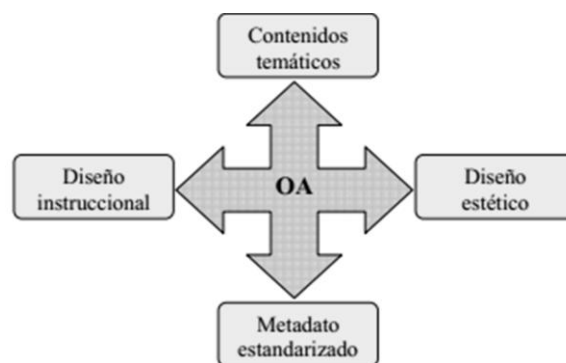 Contenidos
temáticos
Diseño
instruccional
OA
Diseño
estético
Metadato
estandarizado